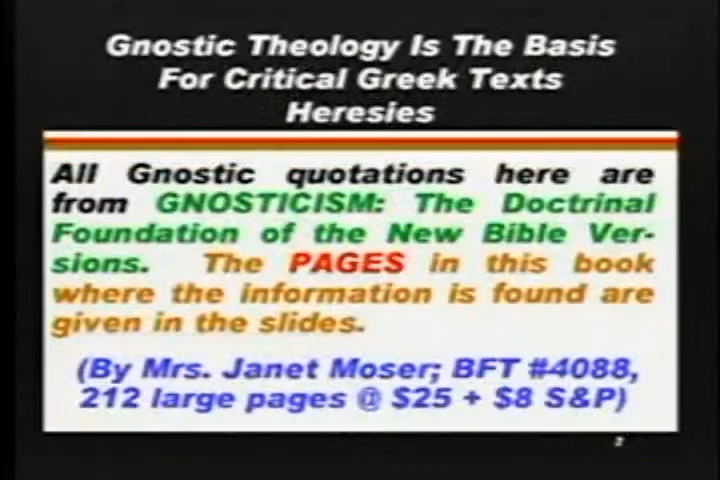 Gnostic Theology Is The Basis
For Critical Greek Texts
Heresies
All Gnostic quotations here are
from GNOSTICISM: The Doctrinal
Foundation of the New Bible Ver-
sions. The PAGES in this book
where the information is found are
given in the slides.
(By Mrs. Janet Moser; BFT #4088,
212 large pages @ $25 + $8 S&P)
2